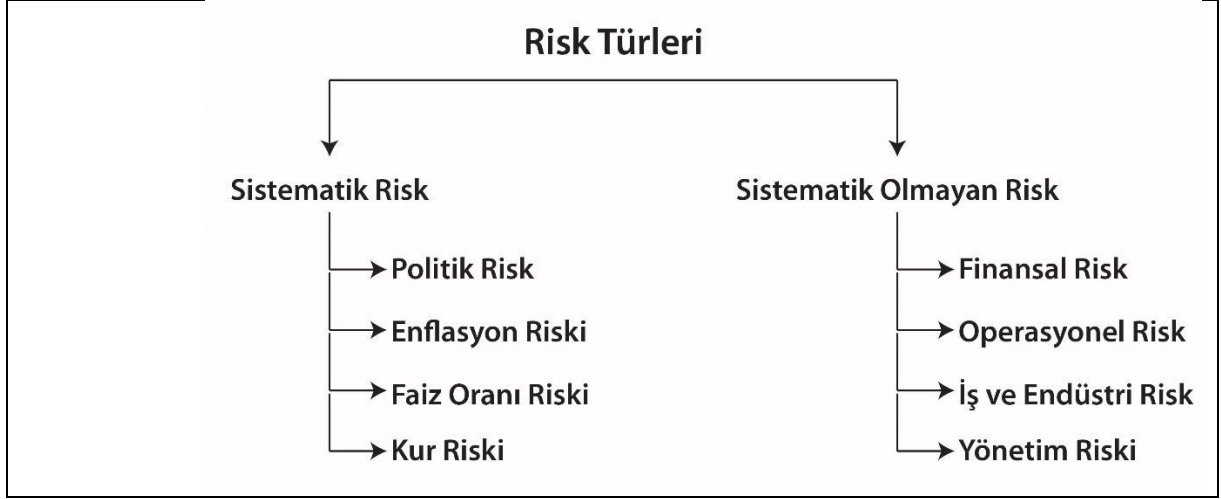 Risk Türleri
Sistematik Risk
Politik Risk
Enflasyon Riski
Faiz Oranı Riski
Kur Riski
Sistematik Olmayan Risk
Finansal Risk
Operasyonel Risk
İş ve Endüstri Risk
Yönetim Riski